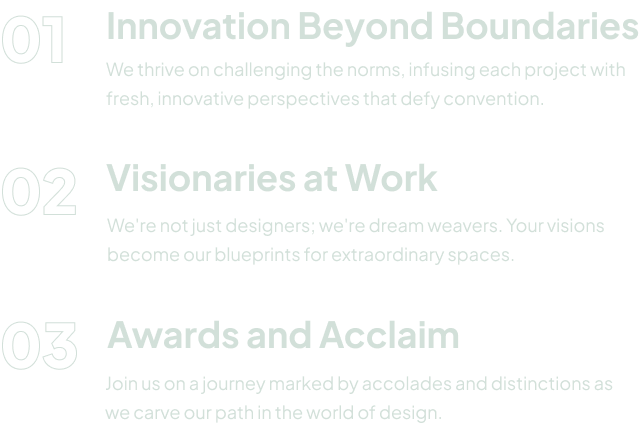 01
Innovation Beyond Boundaries
We thrive on challenging the norms, infusing each project with
fresh, innovative perspectives that defy convention.
02
Visionaries at Work
We're not just designers; we're dream weavers. Your visions
become our blueprints for extraordinary spaces.
03
Awards and Acclaim
Join us on a journey marked by accolades and distinctions as
we carve our path in the world of design.